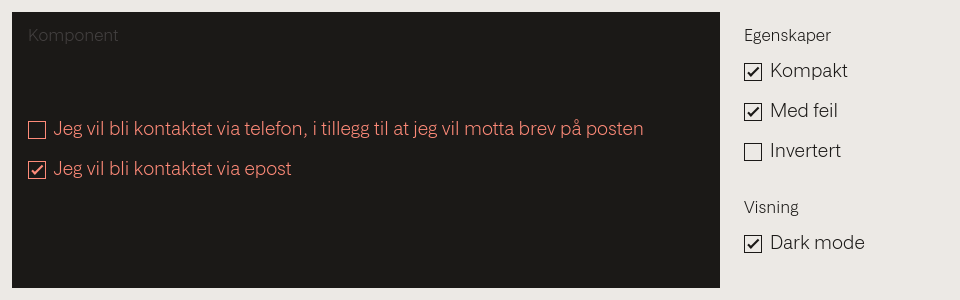 Komponent
Jeg vil bli kontaktet via telefon, i tillegg til at jeg vil motta brev på posten
Jeg vil bli kontaktet via epost
Egenskaper
Kompakt
Med feil
Invertert
Visning
Dark mode